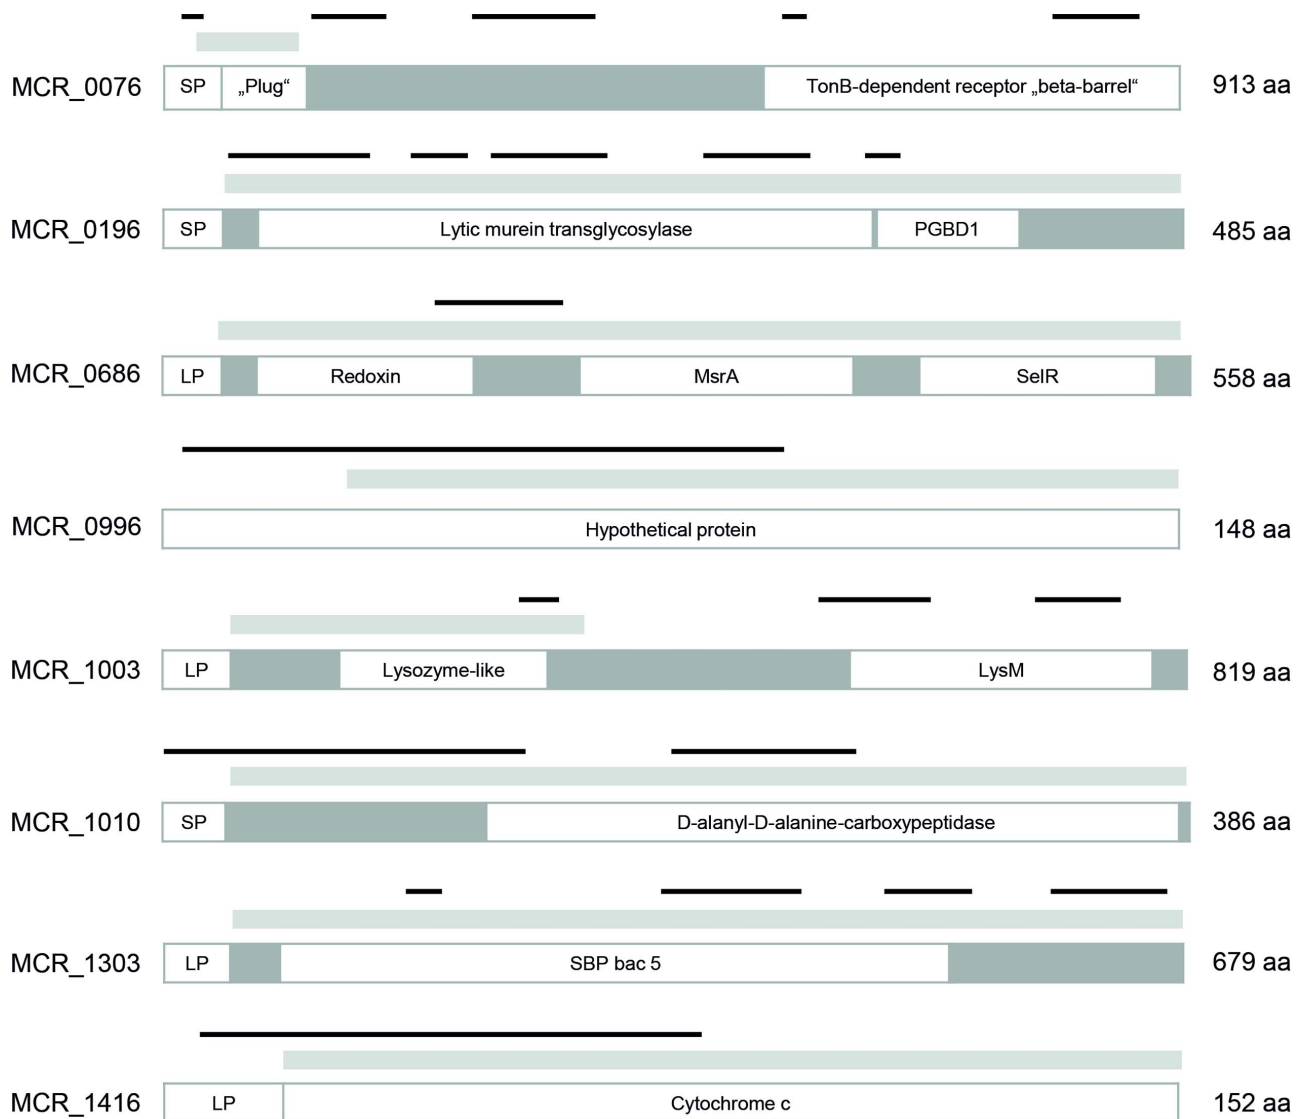 MCR_0076 SP „Plug“ TonB-dependent receptor „beta-barrel“ 913 aa
MCR_0196 SP Lytic murein transglycosylase PGBD1 485 aa
MCR_0686 LP Redoxin MsrA SelR 558 aa
MCR_0996 Hypothetical protein 148 aa
MCR_1003 LP Lysozyme-like LysM 819 aa
MCR_1010 SP D-alanyl-D-alanine-carboxypeptidase 386 aa
MCR_1303 LP SBP bac 5 679 aa
MCR_1416 LP Cytochrome c 152 aa